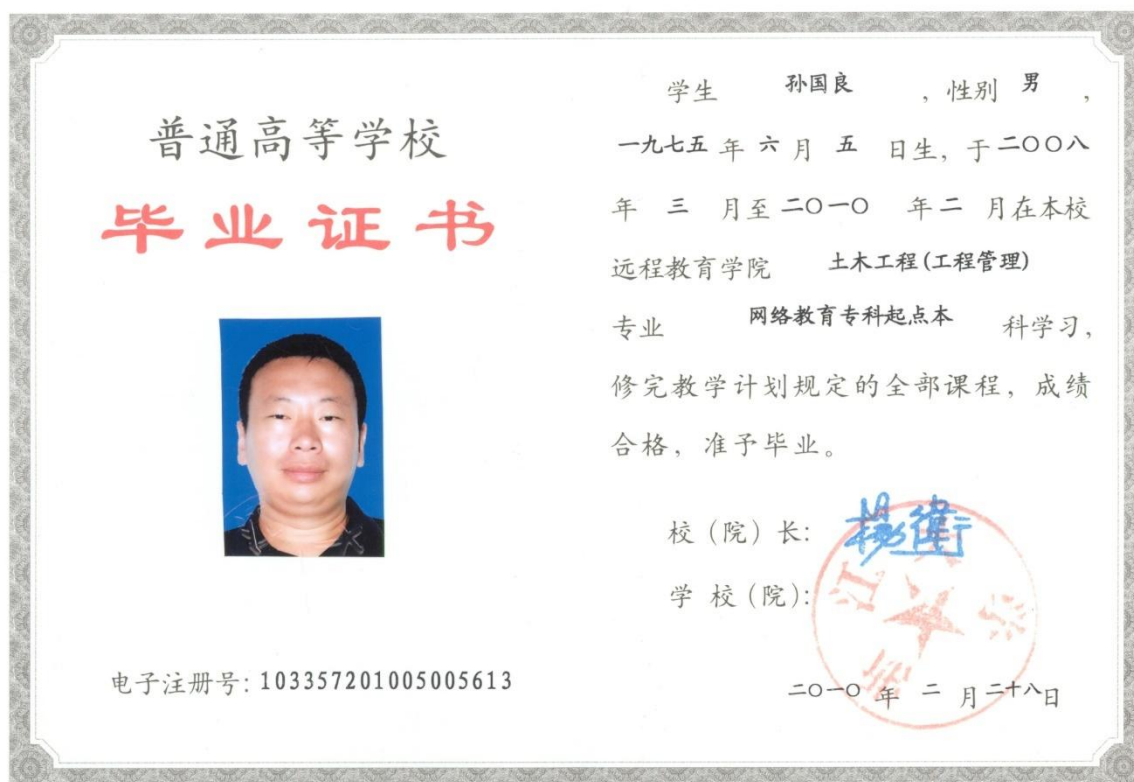 普通高等学校
毕业证书
电子注册号：103357201005005613
学生 孙国良 ，性别 男 ，
一九七五 年 六 月 五 日生，于二〇〇八
年 三 月至 二〇一〇 年 二 月在本校
远程教育学院 土木工程(工程管理)
专业 网络教育专科起点本 科学习，
修完教学计划规定的全部课程，成绩
合格，准予毕业。
校（院）长：杨卫
学 校（院）：
浙江大学
二〇一〇 年 二 月二十八日